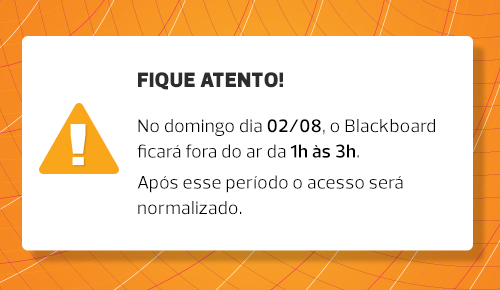 FIQUE ATENTO!
No domingo dia 02/08, o Blackboard
ficará fora do ar da 1h às 3h.
Após esse período o acesso será
normalizado.